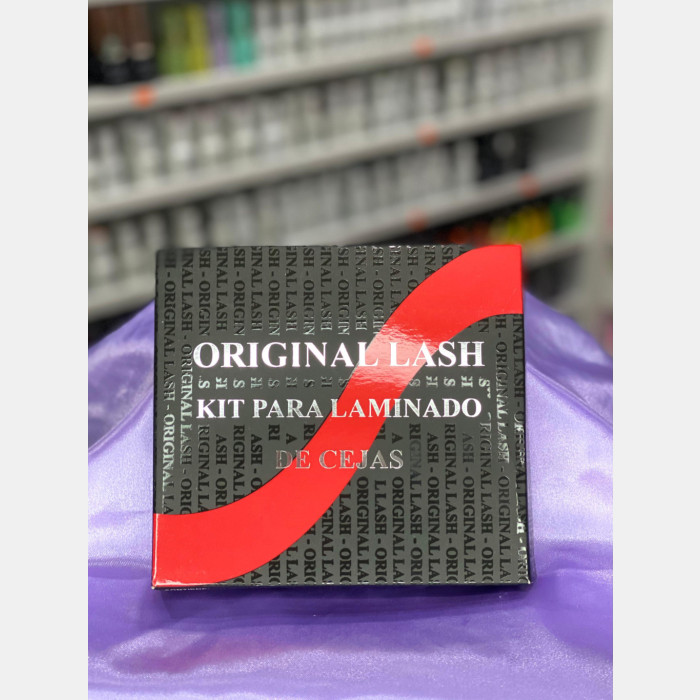 ORIGINAL LASH
KIT PARA LAMINADO
DE CEJAS